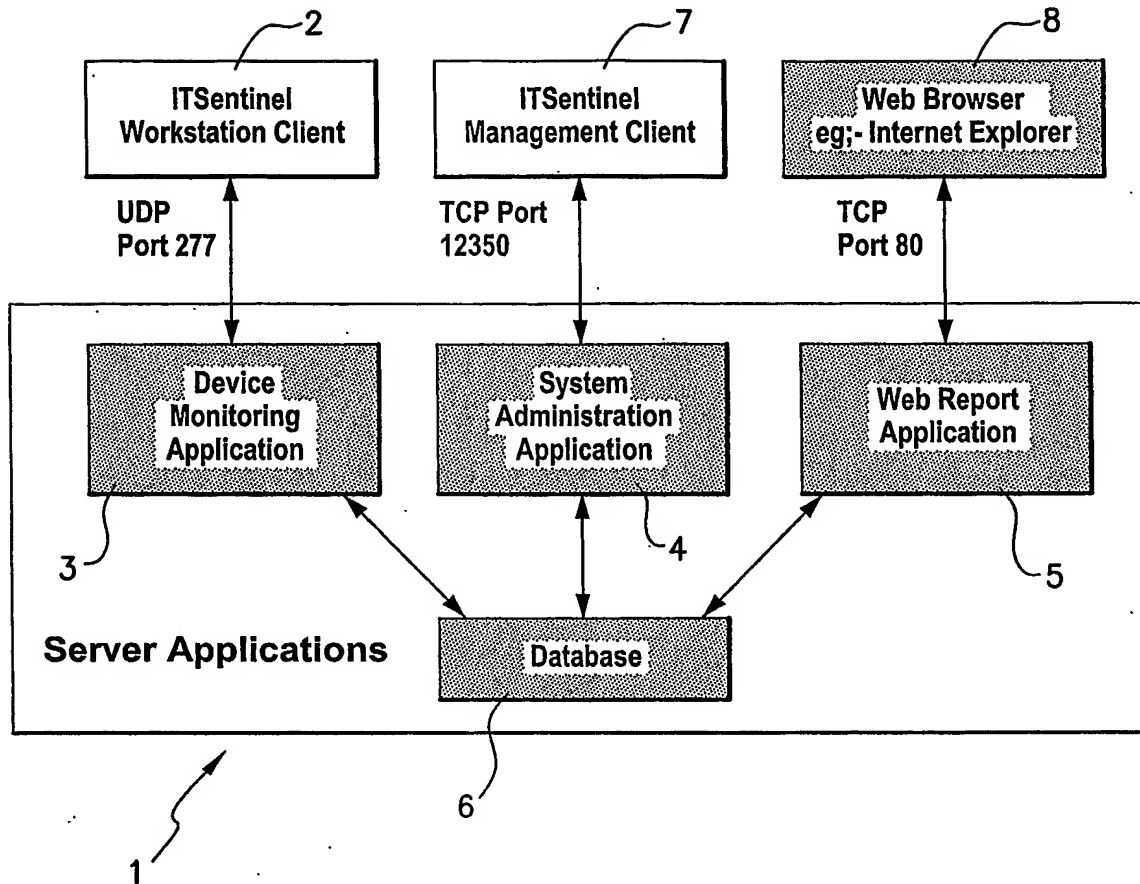 2
7
8
ITSentinel
Workstation Client
ITSentinel
Management Client
Web Browser
eg;- Internet Explorer
UDP
Port 277
TCP Port
12350
TCP
Port 80
Device
Monitoring
Application
System
Administration
Application
Web Report
Application
3
4
5
Server Applications
Database
6
1